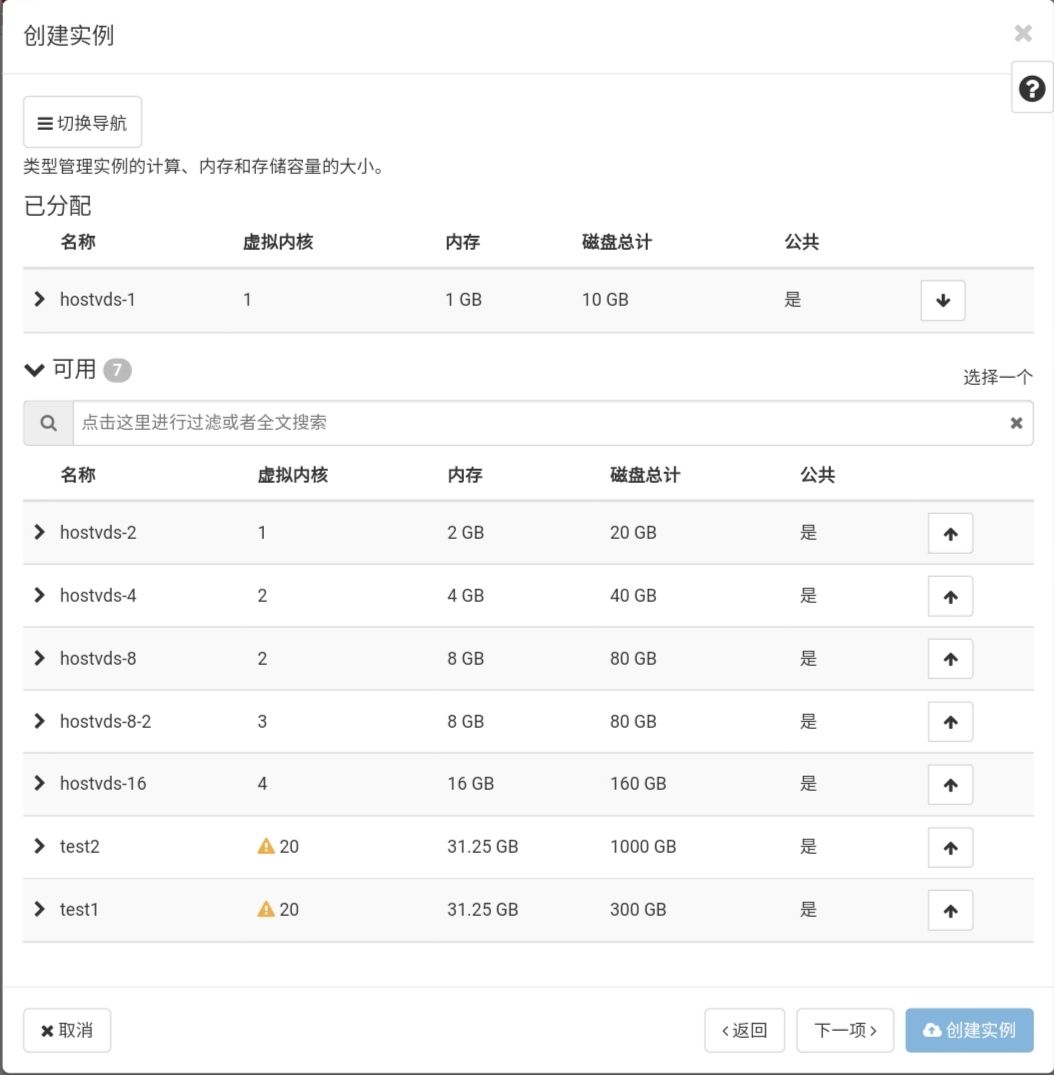 创建实例
切换导航
类型管理实例的计算、内存和存储容量的大小。
已分配
名称 虚拟内核 内存 磁盘总计 公共
hostvds-1 1 1 GB 10 GB 是
可用 7
选择一个
点击这里进行过滤或者全文搜索
名称 虚拟内核 内存 磁盘总计 公共
hostvds-2 1 2 GB 20 GB 是
hostvds-4 2 4 GB 40 GB 是
hostvds-8 2 8 GB 80 GB 是
hostvds-8-2 3 8 GB 80 GB 是
hostvds-16 4 16 GB 160 GB 是
test2 20 31.25 GB 1000 GB 是
test1 20 31.25 GB 300 GB 是
取消 返回 下一项 创建实例